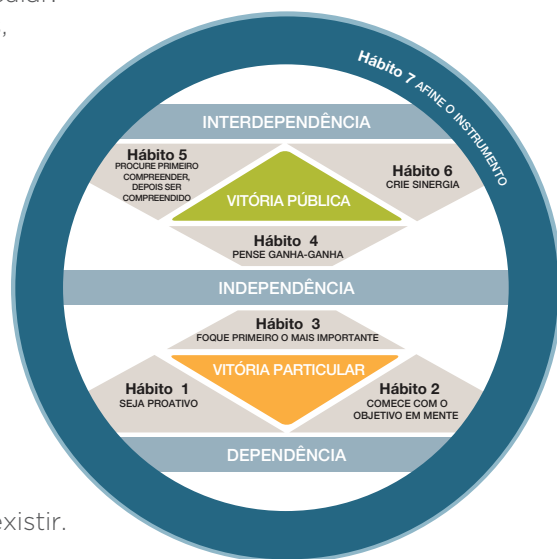 Hábito 7 AFINE O INSTRUMENTO
INTERDEPENDÊNCIA
Hábito 5
PROCURE PRIMEIRO
COMPREENDER,
DEPOIS SER
COMPREENDIDO
VITÓRIA PÚBLICA
Hábito 6
CRIE SINERGIA
Hábito 4
PENSE GANHA-GANHA
INDEPENDÊNCIA
Hábito 3
FOQUE PRIMEIRO O MAIS IMPORTANTE
VITÓRIA PARTICULAR
Hábito 1
SEJA PROATIVO
Hábito 2
COMECE COM O
OBJETIVO EM MENTE
DEPENDÊNCIA
existir.